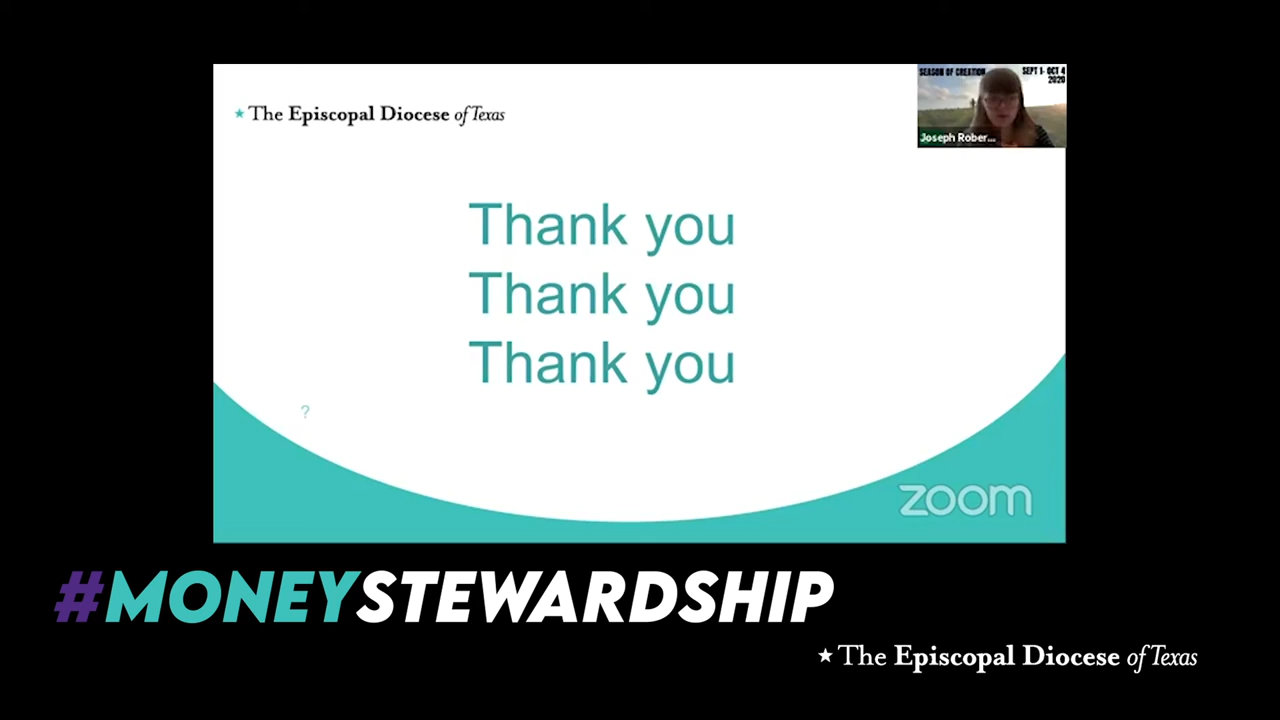 ★ The Episcopal Diocese of Texas
SEASON OF CREATION
SEPT 1- OCT 4
2020
Joseph Rober...
Thank you
Thank you
Thank you
?
zoom
#MONEYSTEWARDSHIP
★ The Episcopal Diocese of Texas